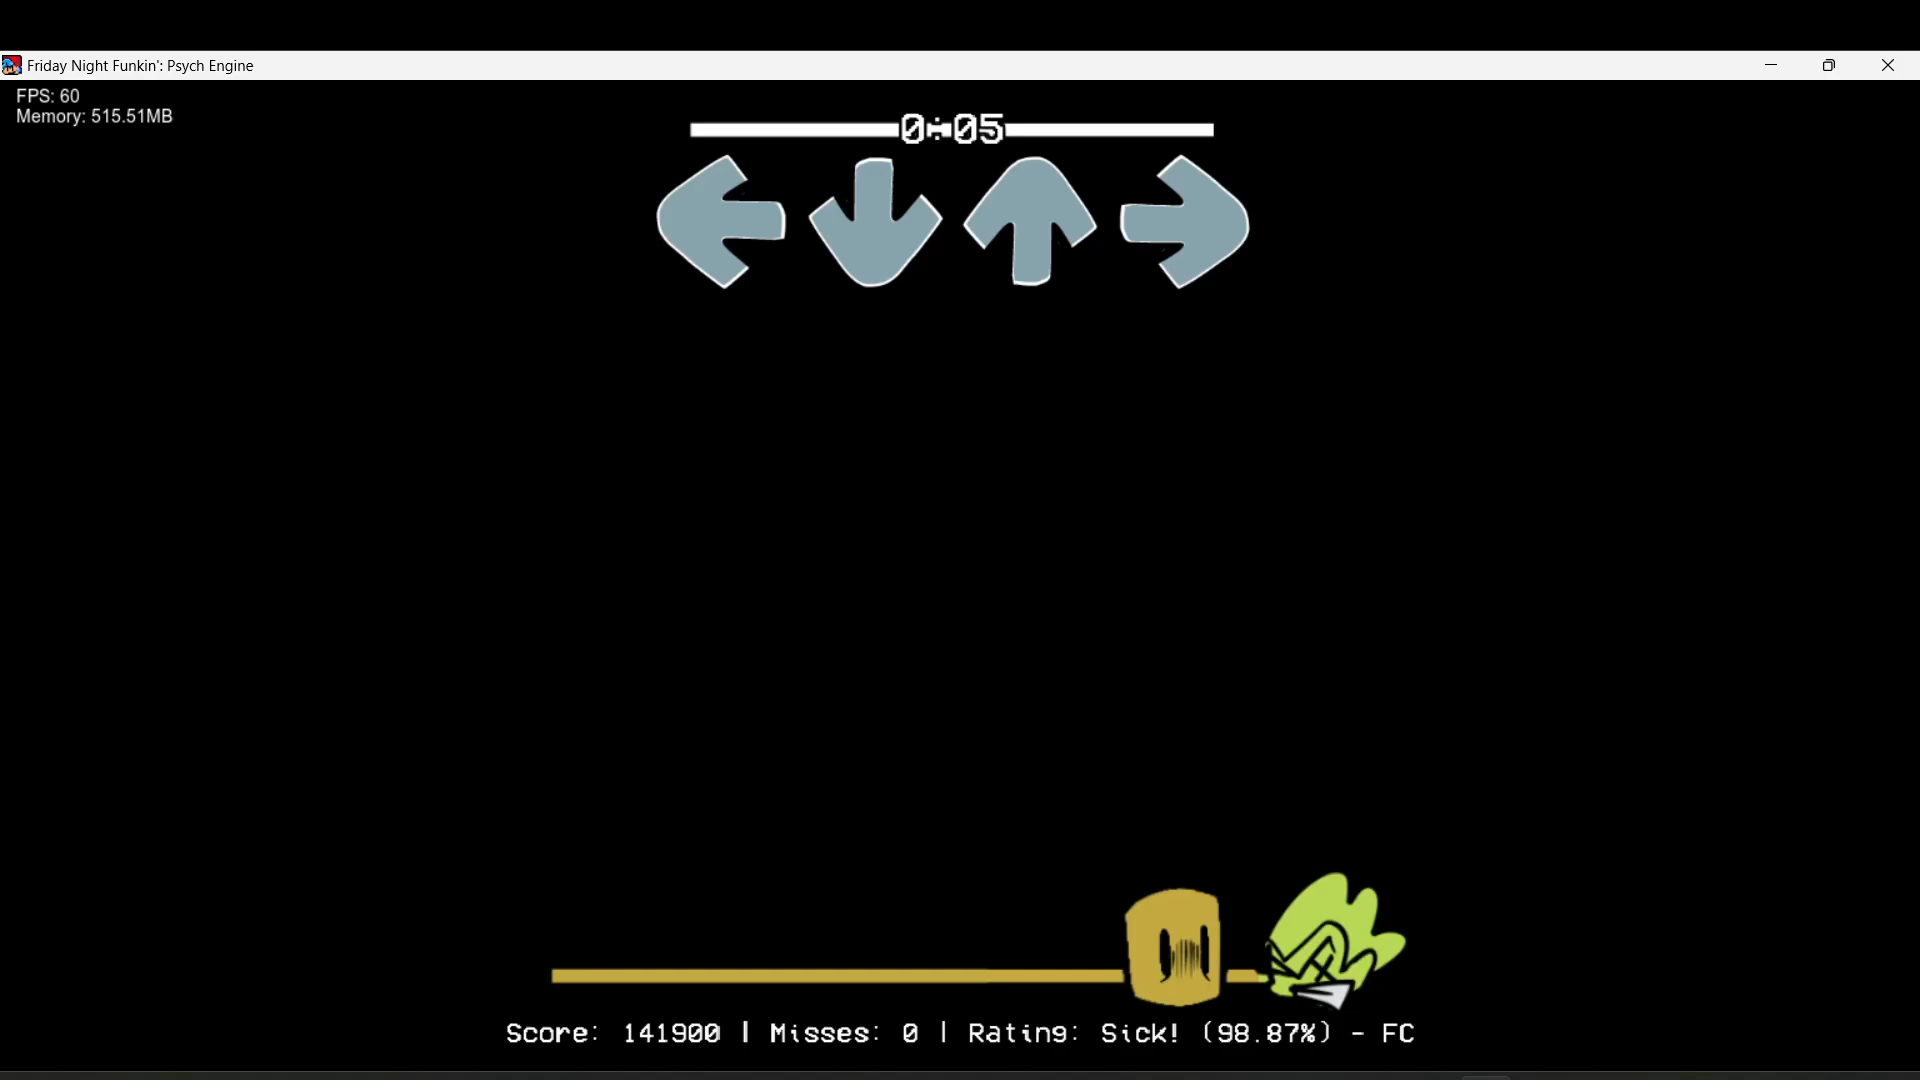 Friday Night Funkin': Psych Engine
FPS: 60
Memory: 515.51MB
0:05
Score: 141900 | Misses: 0 | Rating: Sick! (98.87%) - FC